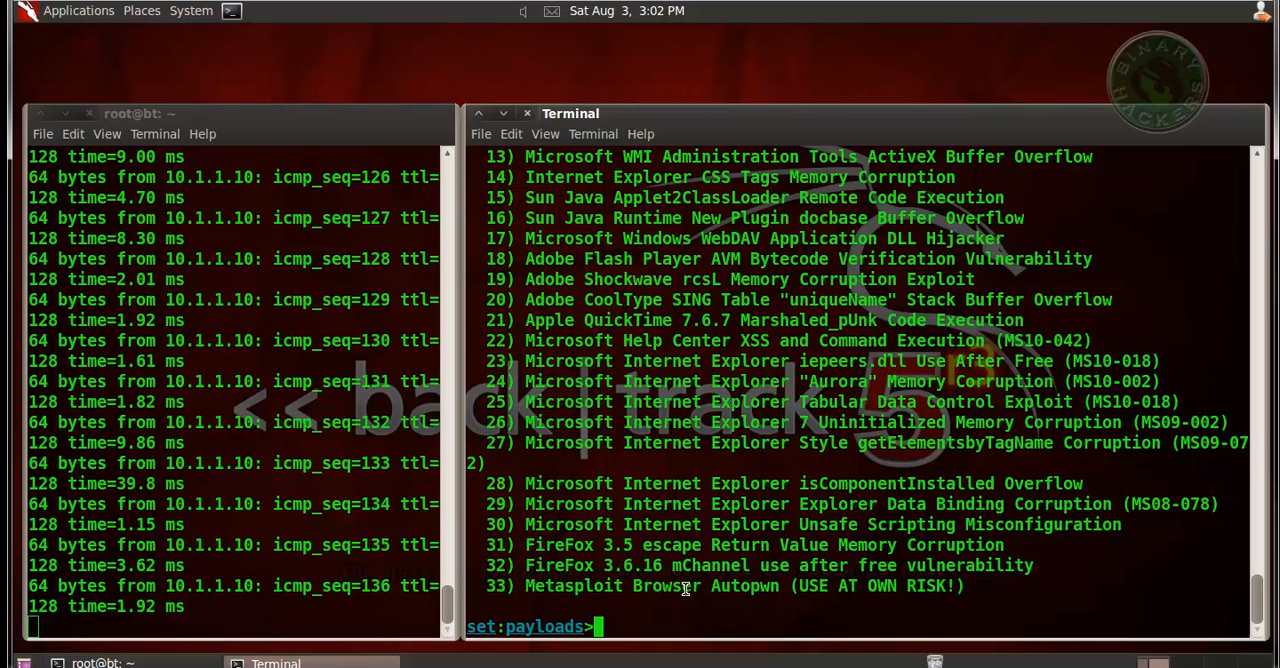 Applications Places System
Sat Aug 3, 3:02 PM
BINARY HACKERS
root@bt: ~
File Edit View Terminal Help
128 time=9.00 ms
64 bytes from 10.1.1.10: icmp_seq=126 ttl=
128 time=4.70 ms
64 bytes from 10.1.1.10: icmp_seq=127 ttl=
128 time=8.30 ms
64 bytes from 10.1.1.10: icmp_seq=128 ttl=
128 time=2.01 ms
64 bytes from 10.1.1.10: icmp_seq=129 ttl=
128 time=1.92 ms
64 bytes from 10.1.1.10: icmp_seq=130 ttl=
128 time=1.61 ms
64 bytes from 10.1.1.10: icmp_seq=131 ttl=
128 time=1.82 ms
64 bytes from 10.1.1.10: icmp_seq=132 ttl=
128 time=9.86 ms
64 bytes from 10.1.1.10: icmp_seq=133 ttl=
128 time=39.8 ms
64 bytes from 10.1.1.10: icmp_seq=134 ttl=
128 time=1.15 ms
64 bytes from 10.1.1.10: icmp_seq=135 ttl=
128 time=3.62 ms
64 bytes from 10.1.1.10: icmp_seq=136 ttl=
128 time=1.92 ms
Terminal
File Edit View Terminal Help
13) Microsoft WMI Administration Tools ActiveX Buffer Overflow
14) Internet Explorer CSS Tags Memory Corruption
15) Sun Java Applet2ClassLoader Remote Code Execution
16) Sun Java Runtime New Plugin docbase Buffer Overflow
17) Microsoft Windows WebDAV Application DLL Hijacker
18) Adobe Flash Player AVM Bytecode Verification Vulnerability
19) Adobe Shockwave rcsL Memory Corruption Exploit
20) Adobe CoolType SING Table "uniqueName" Stack Buffer Overflow
21) Apple QuickTime 7.6.7 Marshaled_pUnk Code Execution
22) Microsoft Help Center XSS and Command Execution (MS10-042)
23) Microsoft Internet Explorer iepeers.dll Use After Free (MS10-018)
24) Microsoft Internet Explorer "Aurora" Memory Corruption (MS10-002)
25) Microsoft Internet Explorer Tabular Data Control Exploit (MS10-018)
26) Microsoft Internet Explorer 7 Uninitialized Memory Corruption (MS09-002)
27) Microsoft Internet Explorer Style getElementsbyTagName Corruption (MS09-07
2)
28) Microsoft Internet Explorer isComponentInstalled Overflow
29) Microsoft Internet Explorer Explorer Data Binding Corruption (MS08-078)
30) Microsoft Internet Explorer Unsafe Scripting Misconfiguration
31) FireFox 3.5 escape Return Value Memory Corruption
32) FireFox 3.6.16 mChannel use after free vulnerability
33) Metasploit Browser Autopwn (USE AT OWN RISK!)
set:payloads>
<< back | track 5 r3
root@bt: ~
Terminal